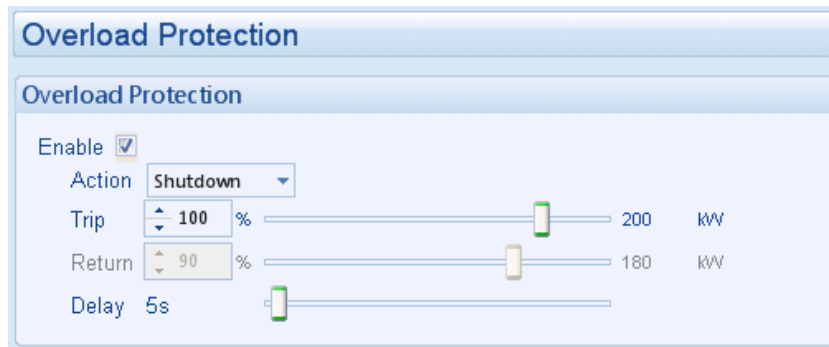 Overload Protection
Overload Protection
Enable
Action Shutdown
Trip 100 % 200 kW
Return 90 % 180 kW
Delay 5s